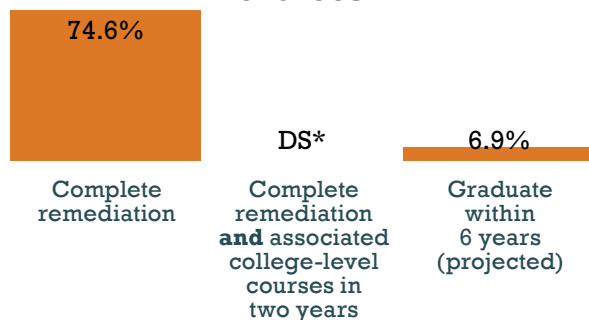 74.6%
DS*
6.9%
Complete
remediation
Complete
remediation
and associated
college-level
courses in
two years
Graduate
within
6 years
(projected)